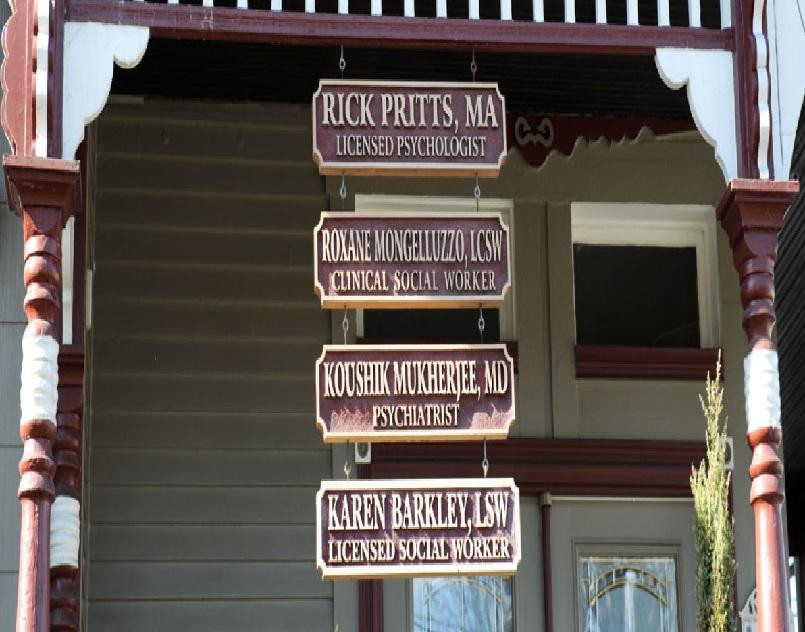 RICK PRITTS, MA
LICENSED PSYCHOLOGIST
ROXANE MONGELLUZZO, LCSW
CLINICAL SOCIAL WORKER
KOUSHIK MUKHERJEE, MD
PSYCHIATRIST
KAREN BARKLEY, LSW
LICENSED SOCIAL WORKER